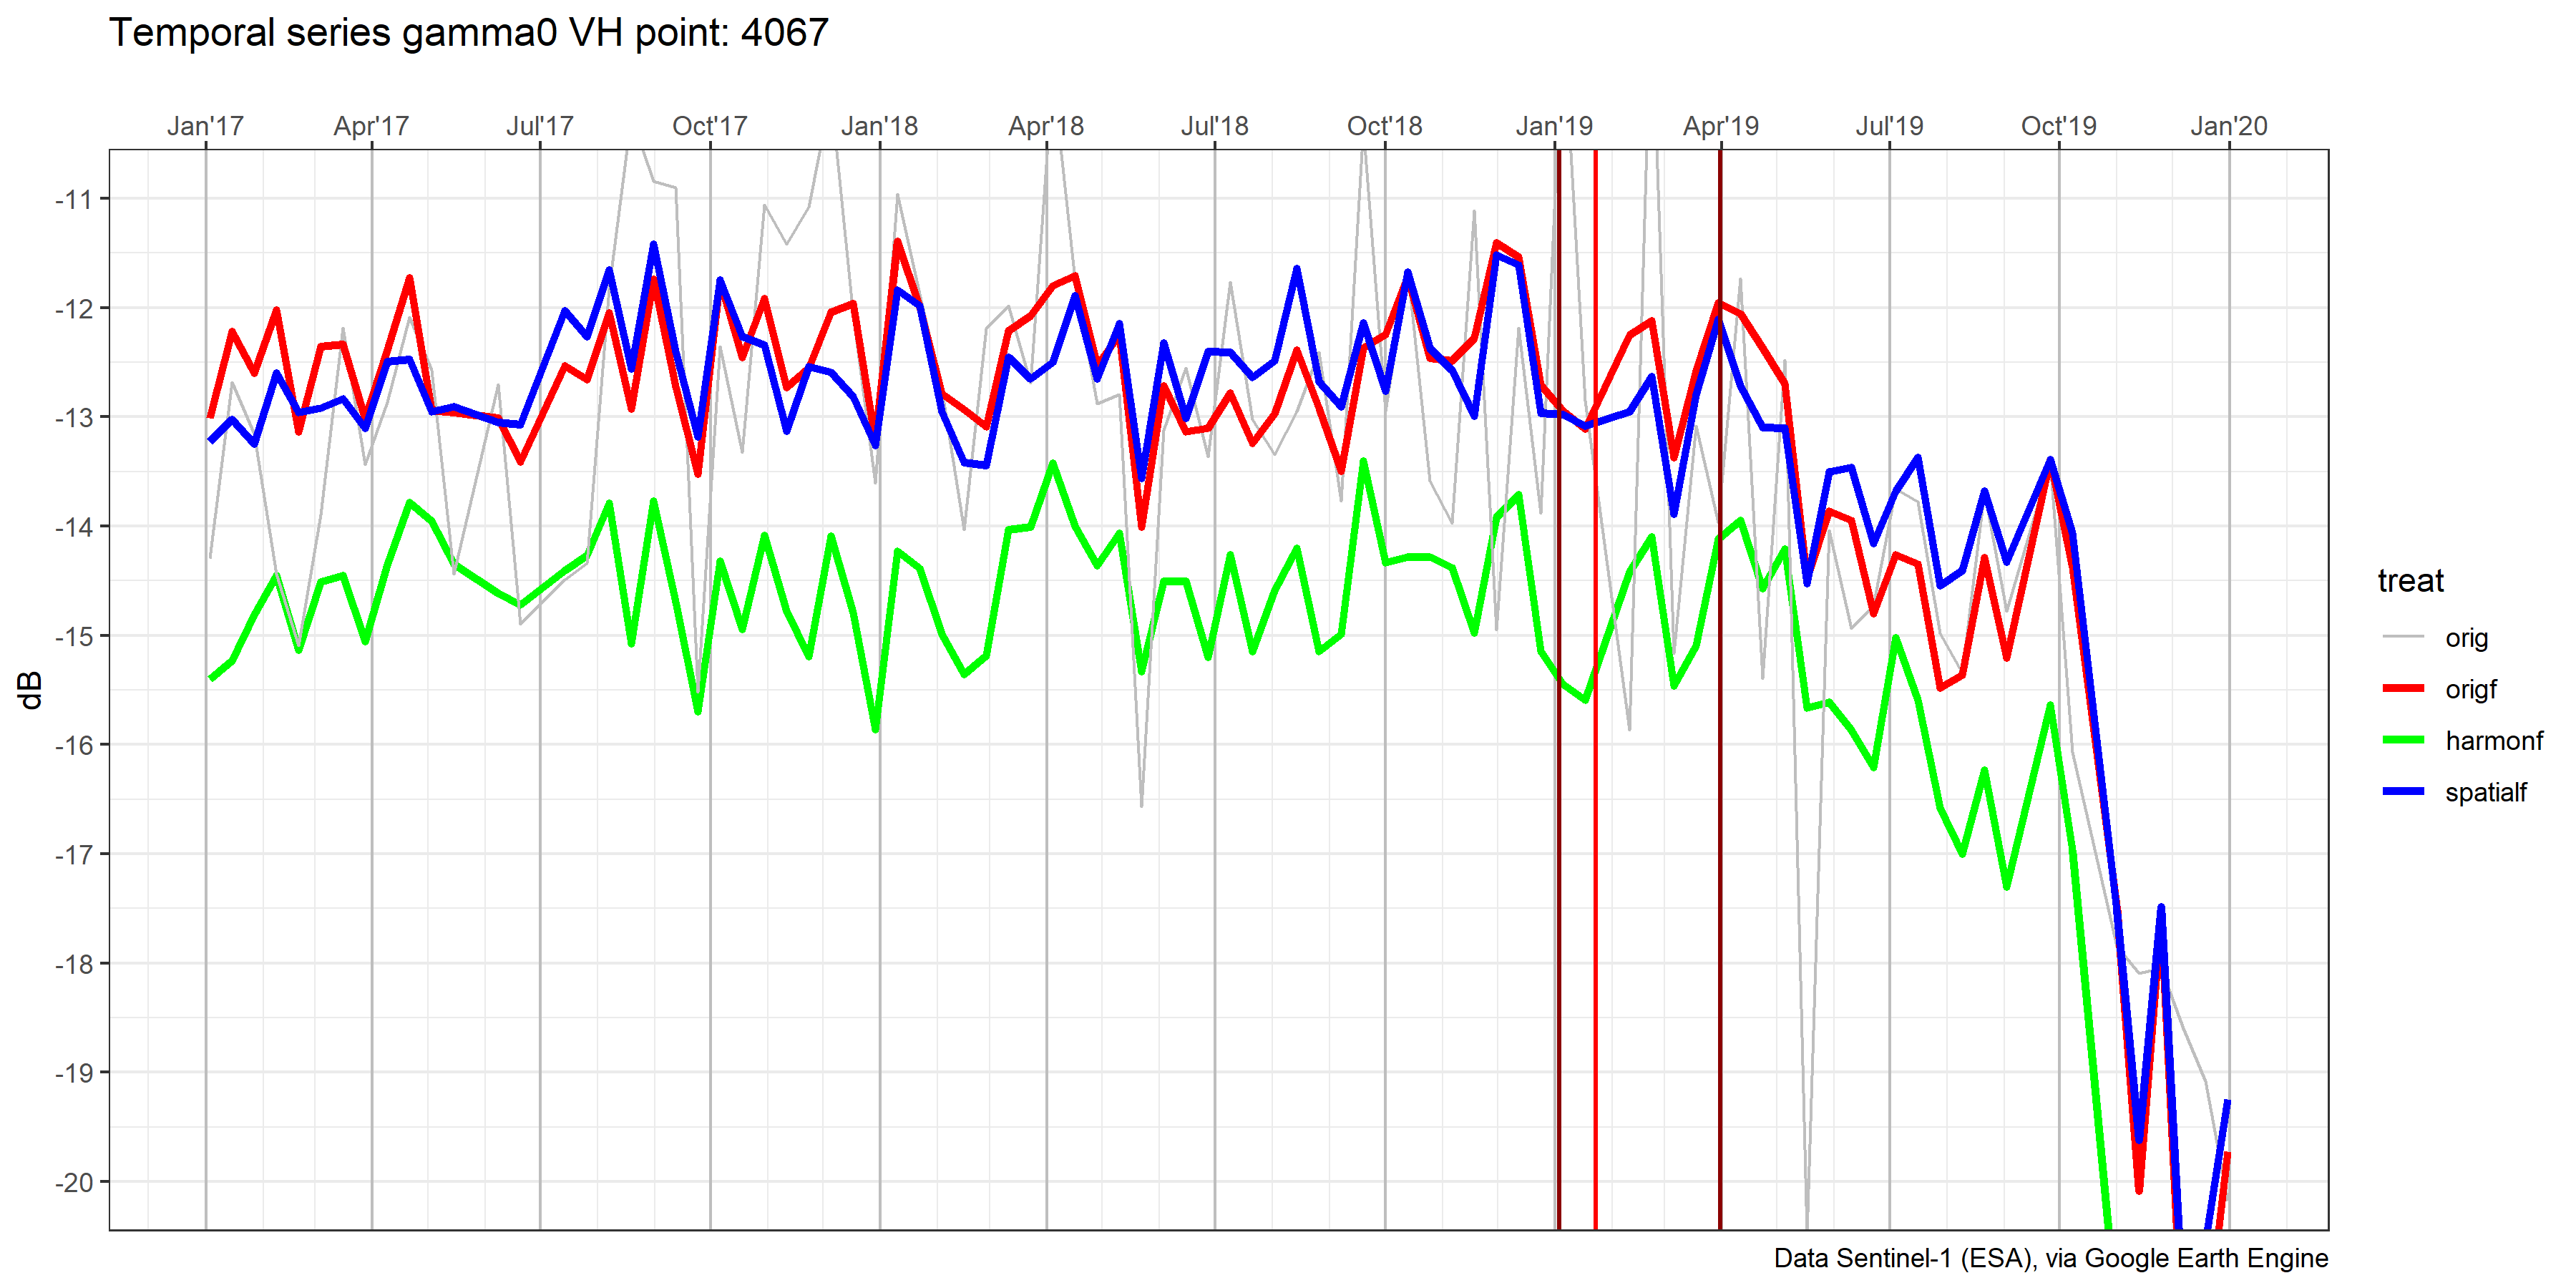 Temporal series gamma0 VH point: 4067
Jan'17 Apr'17 Jul'17 Oct'17 Jan'18 Apr'18 Jul'18 Oct'18 Jan'19 Apr'19 Jul'19 Oct'19 Jan'20
-11
-12
-13
-14
-15
-16
-17
-18
-19
-20
dB
treat
orig
origf
harmonf
spatialf
Data Sentinel-1 (ESA), via Google Earth Engine